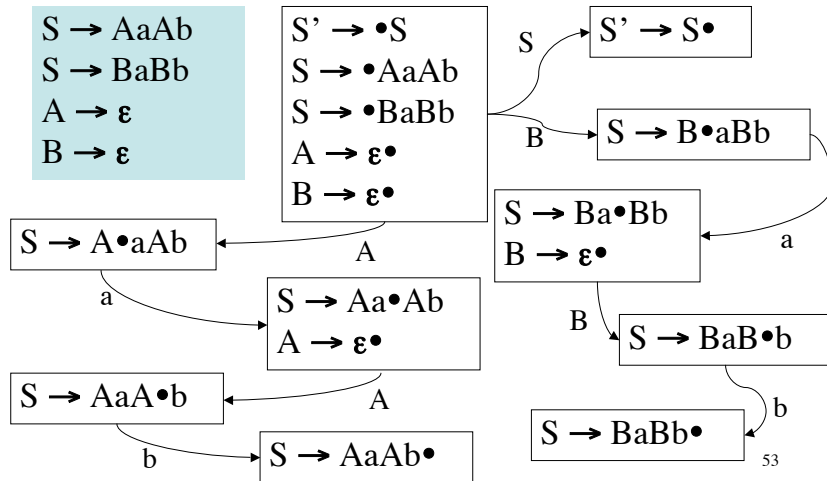 S → AaAb
S → BaBb
A → ε
B → ε
S’ → •S
S → •AaAb
S → •BaBb
A → ε•
B → ε•
S
S’ → S•
B
S → B•aBb
a
S → Ba•Bb
B → ε•
A
S → A•aAb
a
S → Aa•Ab
A → ε•
B
S → BaB•b
A
S → AaA•b
b
S → BaBb•
b
S → AaAb•
53